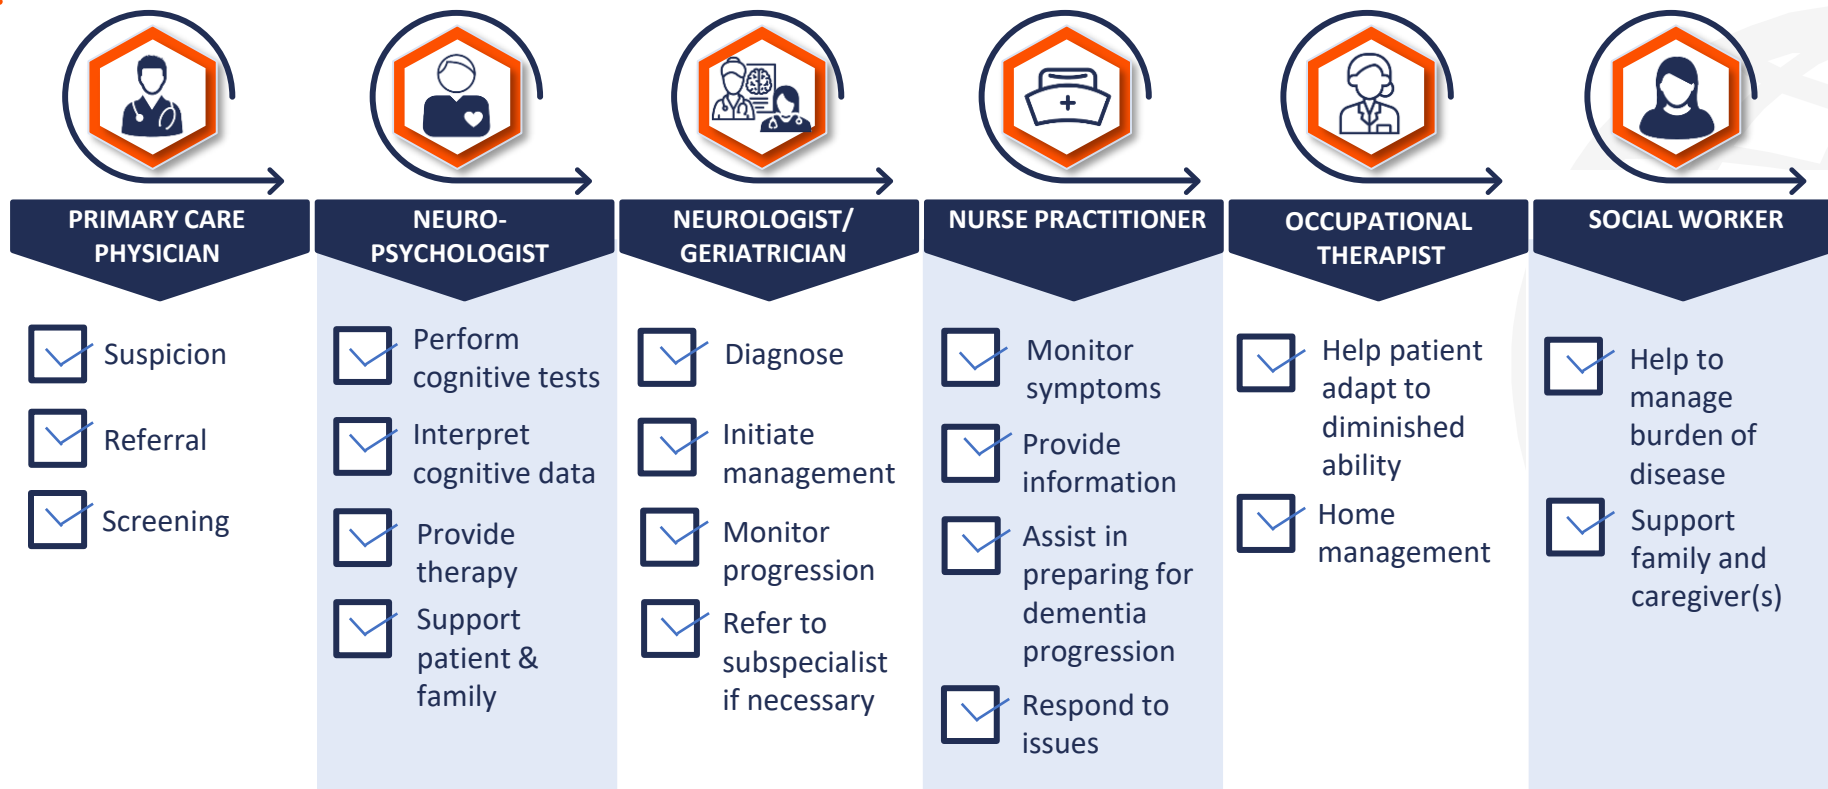 PRIMARY CARE
PHYSICIAN
Suspicion
Referral
Screening
NEURO-
PSYCHOLOGIST
Perform
cognitive tests
Interpret
cognitive data
Provide
therapy
Support
patient &
family
NEUROLOGIST/
GERIATRICIAN
Diagnose
Initiate
management
Monitor
progression
Refer to
subspecialist
if necessary
NURSE PRACTITIONER
Monitor
symptoms
Provide
information
Assist in
preparing for
dementia
progression
Respond to
issues
OCCUPATIONAL
THERAPIST
Help patient
adapt to
diminished
ability
Home
management
SOCIAL WORKER
Help to
manage
burden of
disease
Support
family and
caregiver(s)